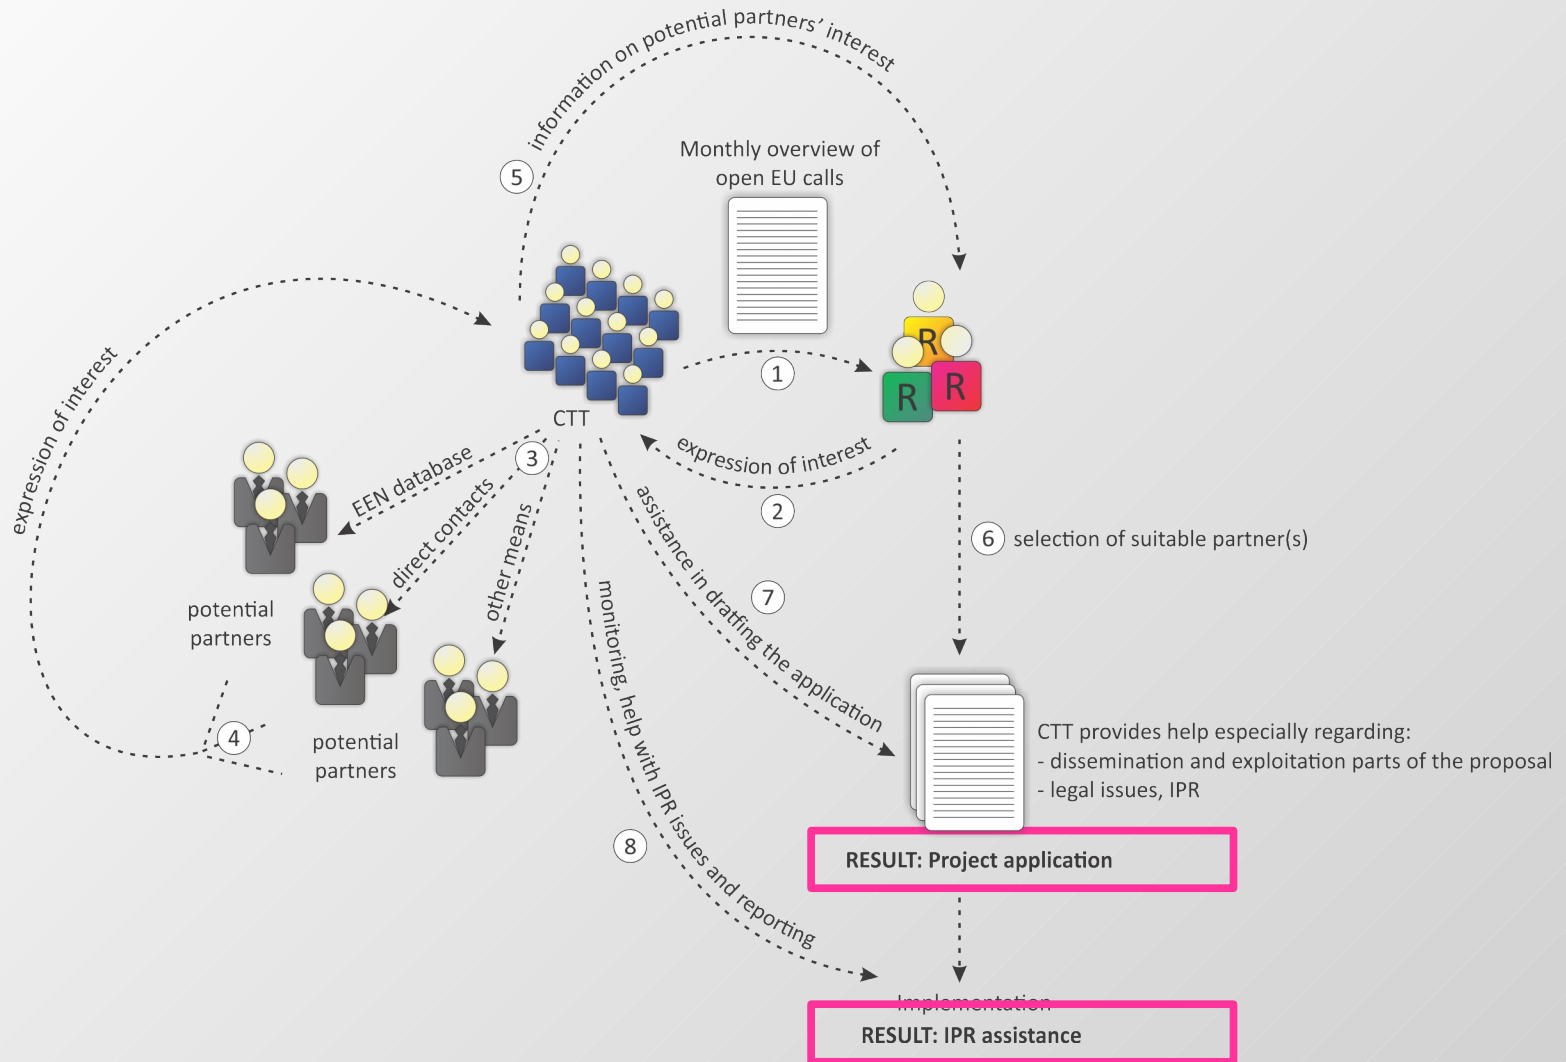 information on potential partners' interest
5
Monthly overview of
open EU calls
R
R
R
1
CTT
expression of interest
2
expression of interest
3
EEN database
direct contacts
other means
potential
partners
4
potential
partners
6 selection of suitable partner(s)
assistance in dratfing the application
7
monitoring, help with IPR issues and reporting
8
CTT provides help especially regarding:
- dissemination and exploitation parts of the proposal
- legal issues, IPR
RESULT: Project application
Implementation
RESULT: IPR assistance